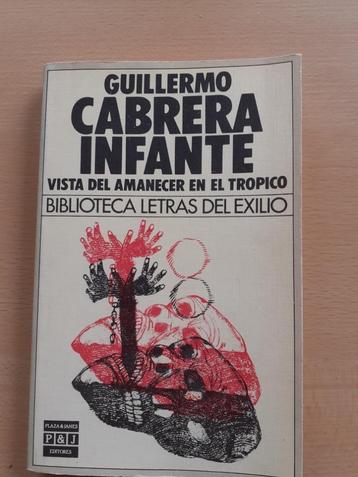 GUILLERMO
CABRERA
INFANTE
VISTA DEL AMANECER EN EL TROPICO
BIBLIOTECA LETRAS DEL EXILIO
PLAZA & JANES
P&J
EDITORES